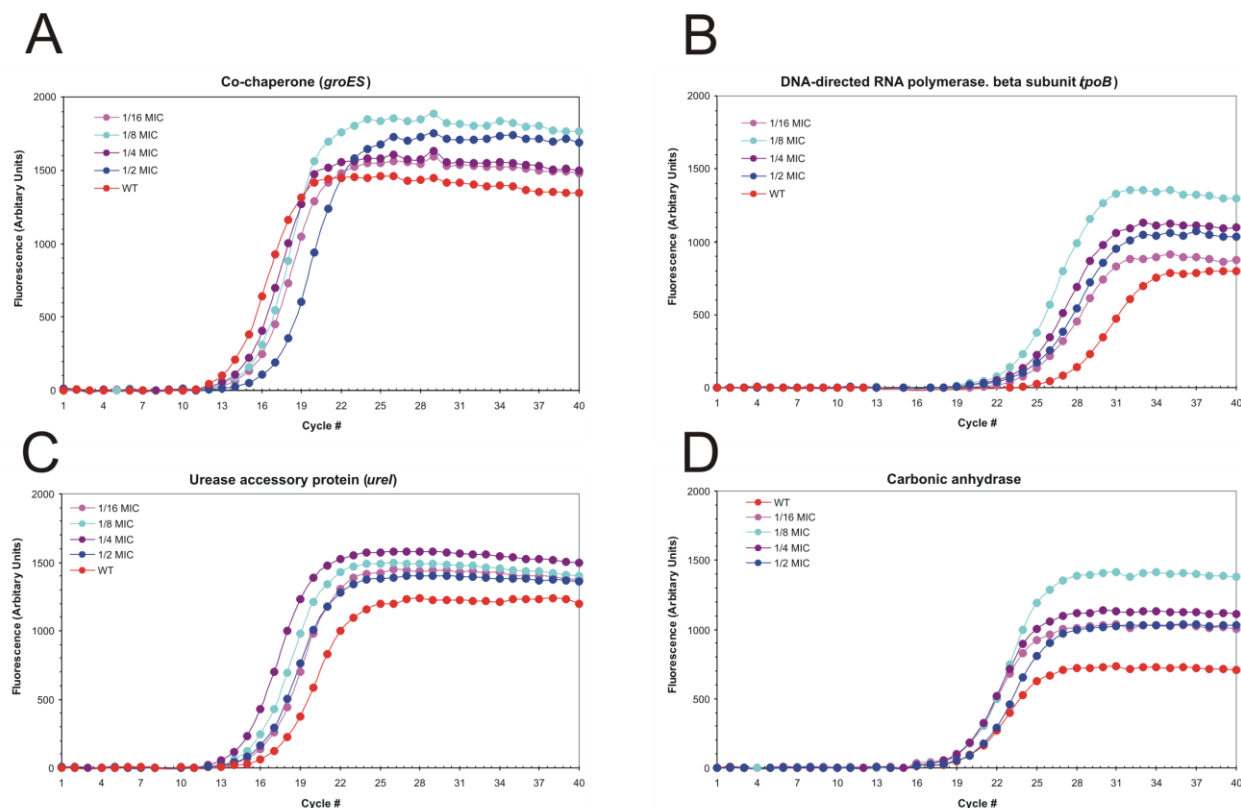 A
Co-chaperone (groES)
2000
1500
1000
500
0
Fluorescence (Arbitary Units)
1/16 MIC
1/8 MIC
1/4 MIC
1/2 MIC
WT
1 4 7 10 13 16 19 22 25 28 31 34 37 40
Cycle #
B
DNA-directed RNA polymerase. beta subunit (rpoB)
2000
1500
1000
500
0
Fluorescence (Arbitary Units)
1/16 MIC
1/8 MIC
1/4 MIC
1/2 MIC
WT
1 4 7 10 13 16 19 22 25 28 31 34 37 40
Cycle #
C
Urease accessory protein (ureI)
2000
1500
1000
500
0
Fluorescence (Arbitary Units)
1/16 MIC
1/8 MIC
1/4 MIC
1/2 MIC
WT
1 4 7 10 13 16 19 22 25 28 31 34 37 40
Cycle #
D
Carbonic anhydrase
2000
1500
1000
500
0
Fluorescence (Arbitary Units)
WT
1/16 MIC
1/8 MIC
1/4 MIC
1/2 MIC
1 4 7 10 13 16 19 22 25 28 31 34 37 40
Cycle #